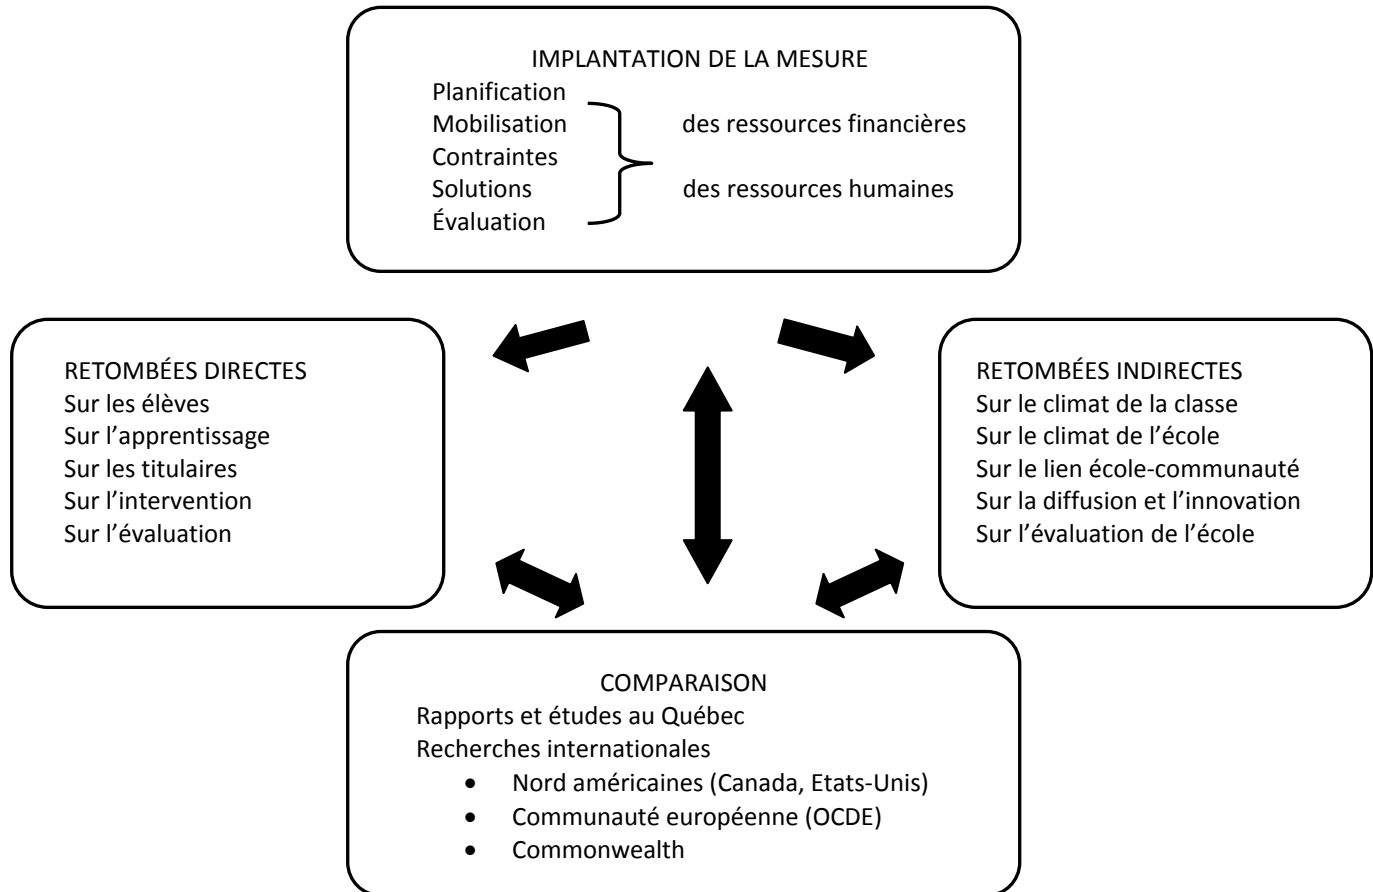 IMPLANTATION DE LA MESURE
Planification
Mobilisation des ressources financières
Contraintes
Solutions des ressources humaines
Évaluation
RETOMBÉES DIRECTES
Sur les élèves
Sur l’apprentissage
Sur les titulaires
Sur l’intervention
Sur l’évaluation
RETOMBÉES INDIRECTES
Sur le climat de la classe
Sur le climat de l’école
Sur le lien école-communauté
Sur la diffusion et l’innovation
Sur l’évaluation de l’école
COMPARAISON
Rapports et études au Québec
Recherches internationales
• Nord américaines (Canada, Etats-Unis)
• Communauté européenne (OCDE)
• Commonwealth